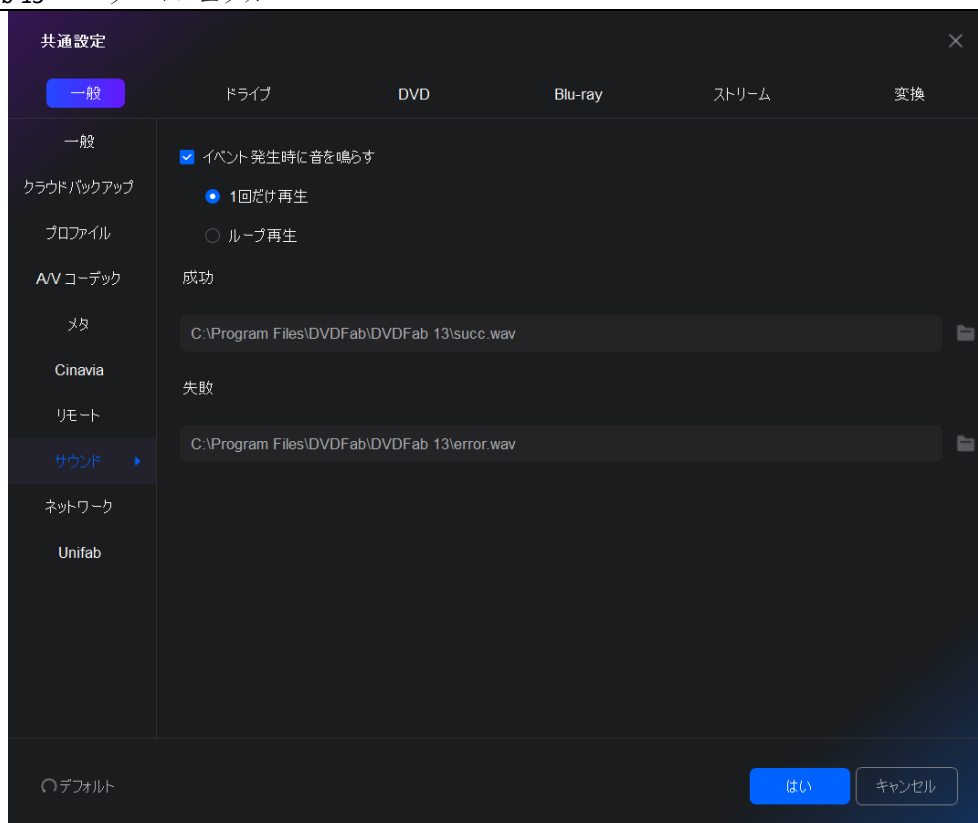 共通設定
一般 ドライブ DVD Blu-ray ストリーム 変換
一般
クラウドバックアップ
プロファイル
A/V コーデック
メタ
Cinavia
リモート
サウンド
ネットワーク
Unifab
イベント発生時に音を鳴らす
1回だけ再生
ループ再生
成功
C:\Program Files\DVDFab\DVDFab 13\succ.wav
失敗
C:\Program Files\DVDFab\DVDFab 13\error.wav
デフォルト はい キャンセル